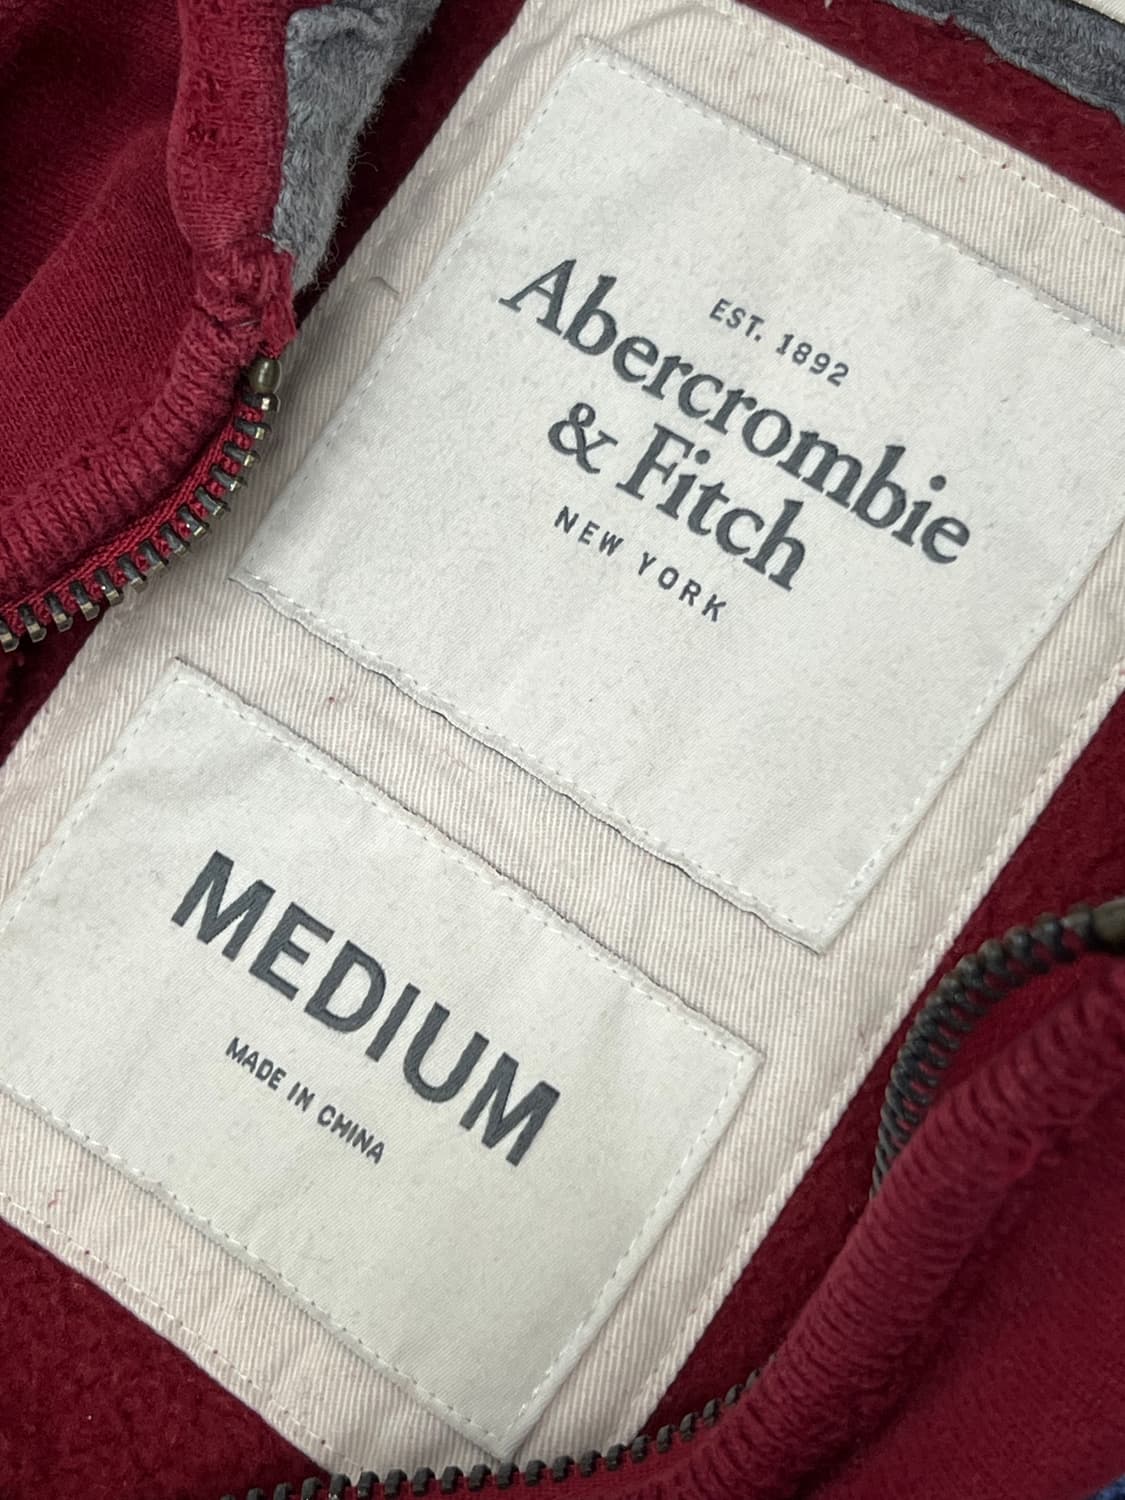 EST. 1892
Abercrombie
& Fitch
NEW YORK
MEDIUM
MADE IN CHINA